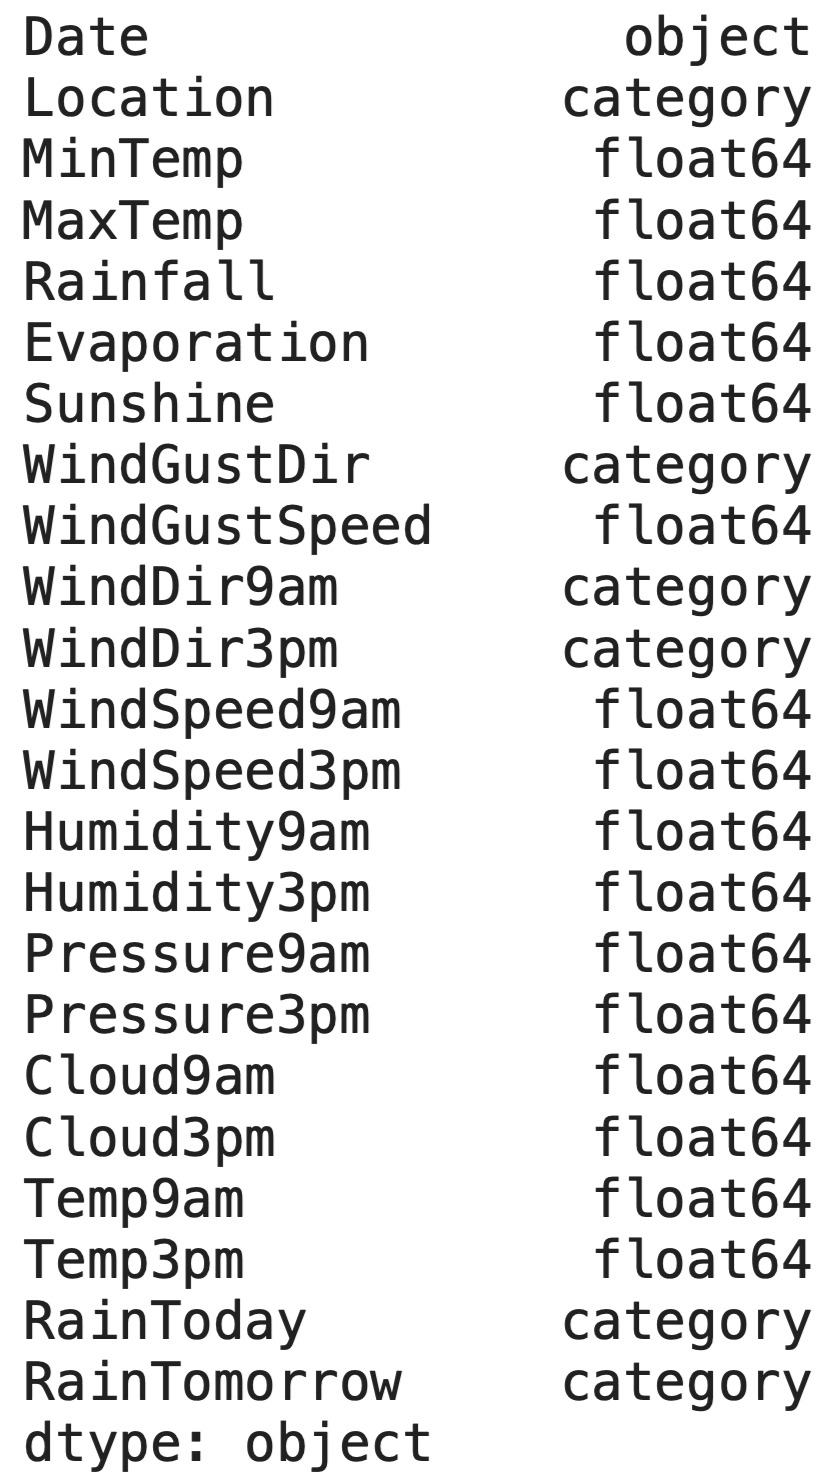 Date object
Location category
MinTemp float64
MaxTemp float64
Rainfall float64
Evaporation float64
Sunshine float64
WindGustDir category
WindGustSpeed float64
WindDir9am category
WindDir3pm category
WindSpeed9am float64
WindSpeed3pm float64
Humidity9am float64
Humidity3pm float64
Pressure9am float64
Pressure3pm float64
Cloud9am float64
Cloud3pm float64
Temp9am float64
Temp3pm float64
RainToday category
RainTomorrow category
dtype: object